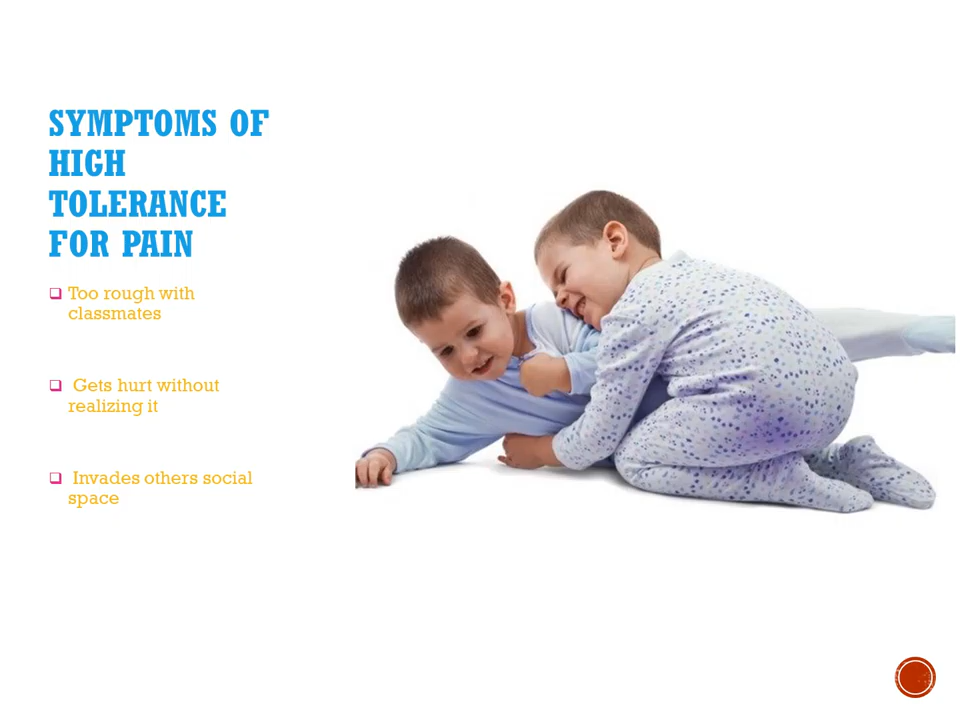 SYMPTOMS OF
HIGH
TOLERANCE
FOR PAIN
Too rough with
classmates
Gets hurt without
realizing it
Invades others social
space